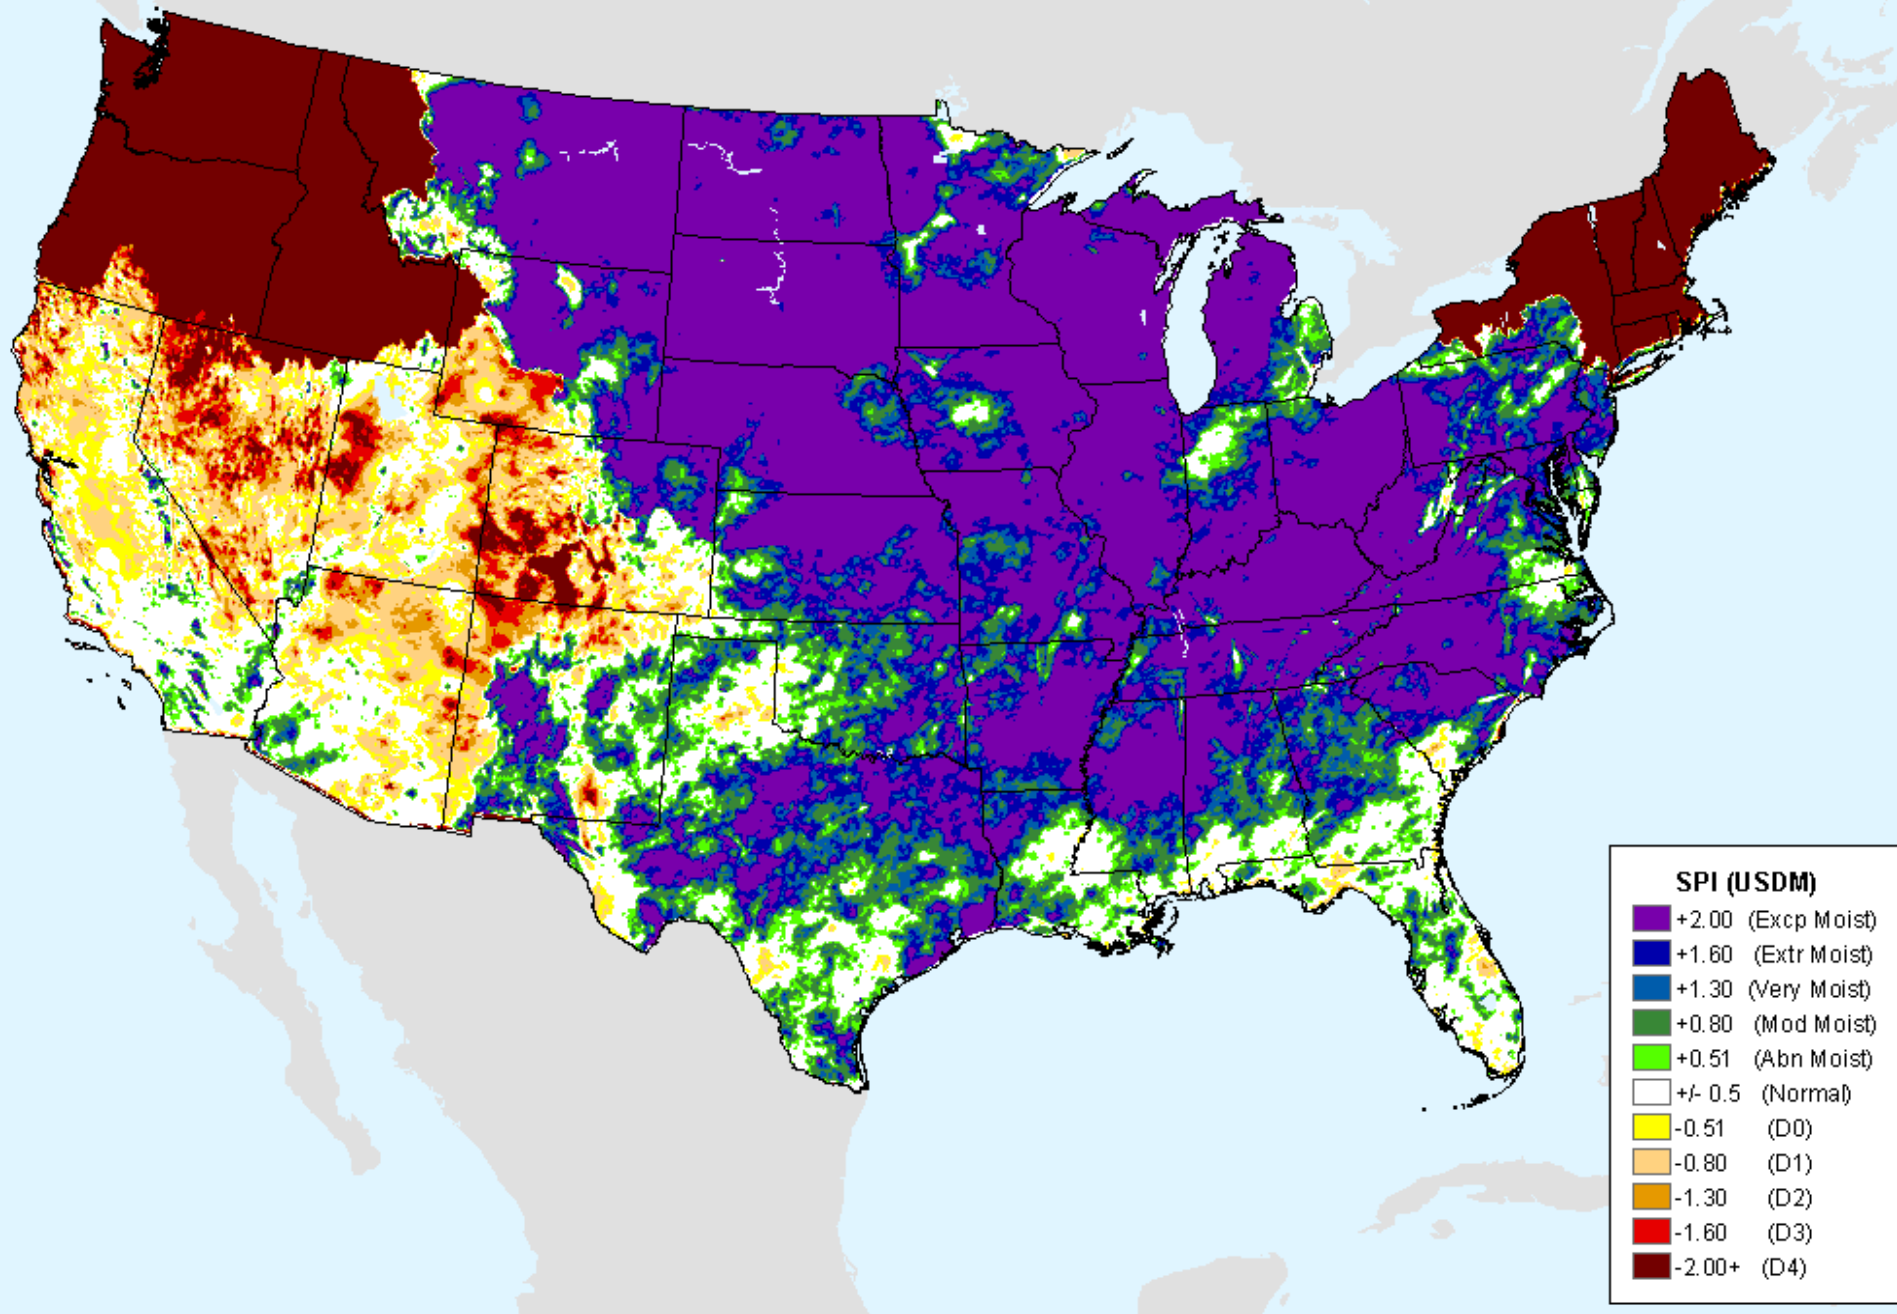 SPI (USDM)
+2.00 (Excp Moist)
+1.60 (Extr Moist)
+1.30 (Very Moist)
+0.80 (Mod Moist)
+0.51 (Abn Moist)
+/- 0.5 (Normal)
-0.51 (D0)
-0.80 (D1)
-1.30 (D2)
-1.60 (D3)
-2.00+ (D4)